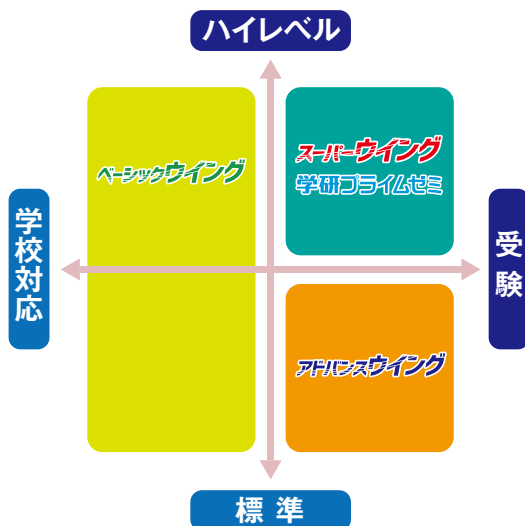 ハイレベル
ベーシックウイング
スーパーウイング
学研プライムゼミ
学校対応
受験
アドバンスウイング
標準